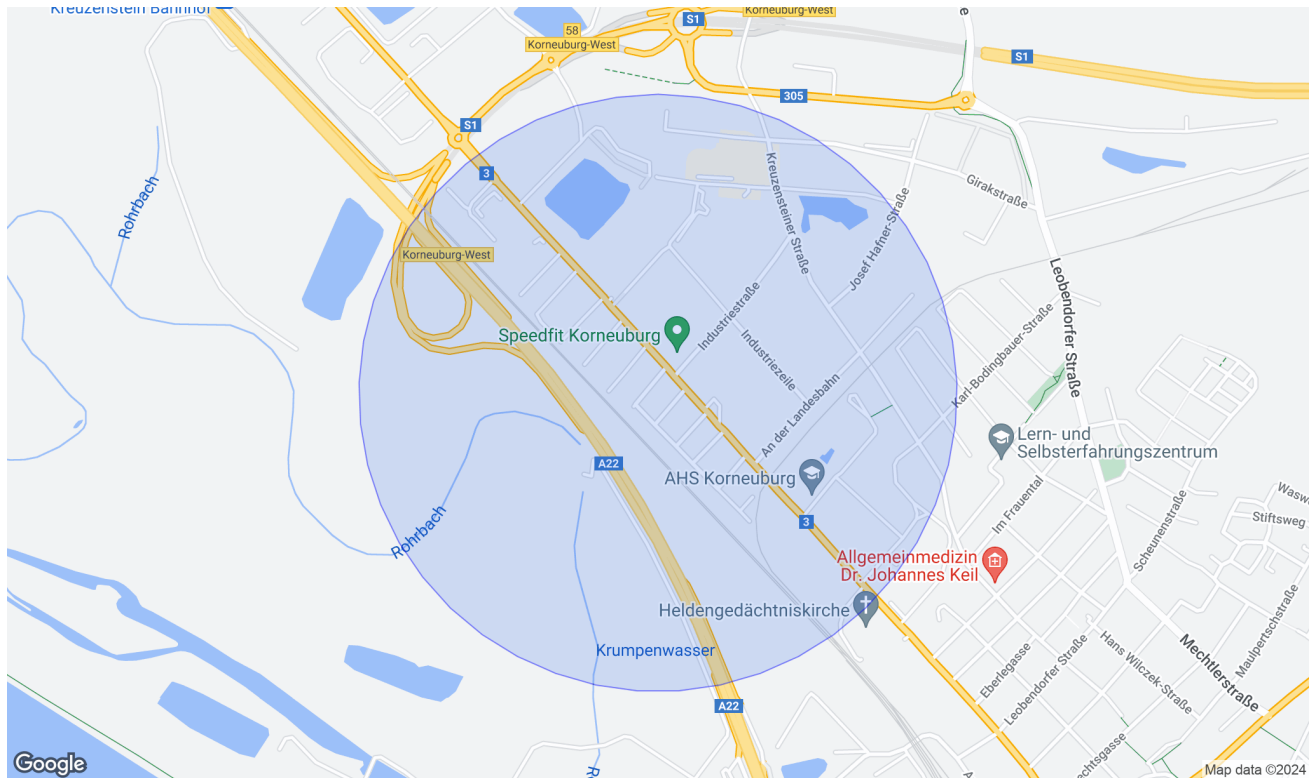 Kreuzenstein Bahnhof
S1
Korneuburg-West
e
58
Korneuburg-West
S1
305
S1
3
Kreuzensteiner Straße
Girakstraße
Rohrbach
Josef Hafner-Straße
Korneuburg-West
Leobendorfer Straße
Industriestraße
Speedfit Korneuburg
Industriezeile
Karl-Bodingbauer-Straße
An der Landesbahn
Lern- und
Selbsterfahrungszentrum
A22
AHS Korneuburg
Im Frauental
Scheunenstraße
Wasw
Stiftsweg
3
Rohrbach
Allgemeinmedizin
Dr. Johannes Keil
Heldengedächtniskirche
Krumpenwasser
Eberlegasse
Leobendorfer Straße
Hans Wilczek-Straße
Mechtlerstraße
Maulpertschstraße
A22
echtsgasse
R
A
Google
Map data ©2024